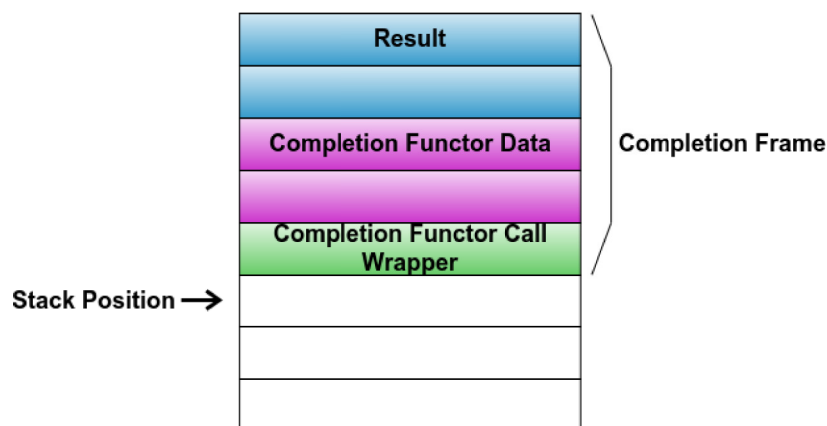 Result
Completion Functor Data
Completion Frame
Completion Functor Call
Wrapper
Stack Position